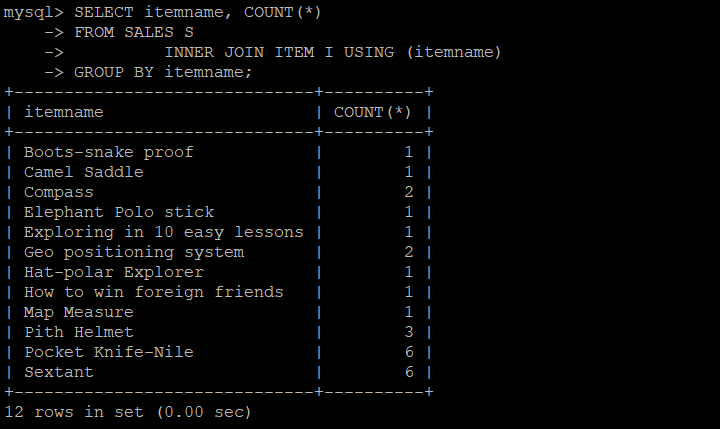 mysql> SELECT itemname, COUNT(*)
    -> FROM SALES S
    ->          INNER JOIN ITEM I USING (itemname)
    -> GROUP BY itemname;
+------------------------------+----------+
| itemname                     | COUNT(*) |
+------------------------------+----------+
| Boots-snake proof            |        1 |
| Camel Saddle                 |        1 |
| Compass                      |        2 |
| Elephant Polo stick          |        1 |
| Exploring in 10 easy lessons |        1 |
| Geo positioning system       |        2 |
| Hat-polar Explorer           |        1 |
| How to win foreign friends   |        1 |
| Map Measure                  |        1 |
| Pith Helmet                  |        3 |
| Pocket Knife-Nile            |        6 |
| Sextant                      |        6 |
+------------------------------+----------+
12 rows in set (0.00 sec)